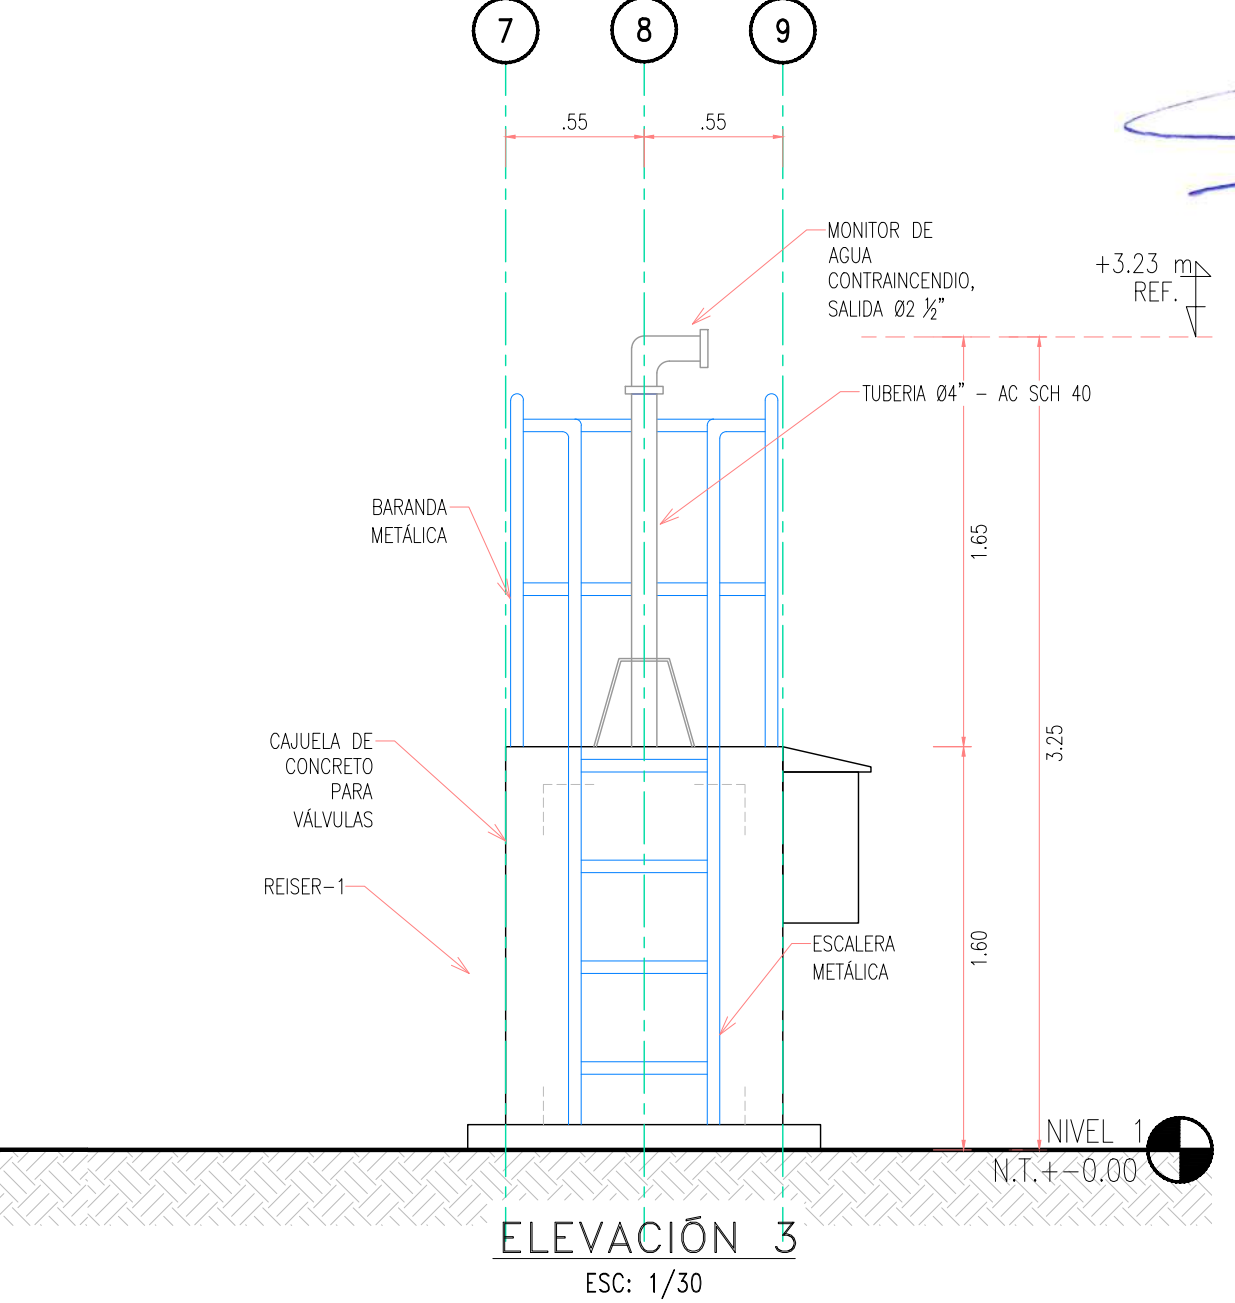 7
8
9
.55
.55
MONITOR DE
AGUA
CONTRAINCENDIO,
SALIDA Ø2 ½"
+3.23 m
REF.
TUBERIA Ø4" - AC SCH 40
BARANDA
METÁLICA
1.65
CAJUELA DE
CONCRETO
PARA
VÁLVULAS
3.25
REISER-1
ESCALERA
METÁLICA
1.60
NIVEL 1
N.T.+-0.00
ELEVACIÓN 3
ESC: 1/30